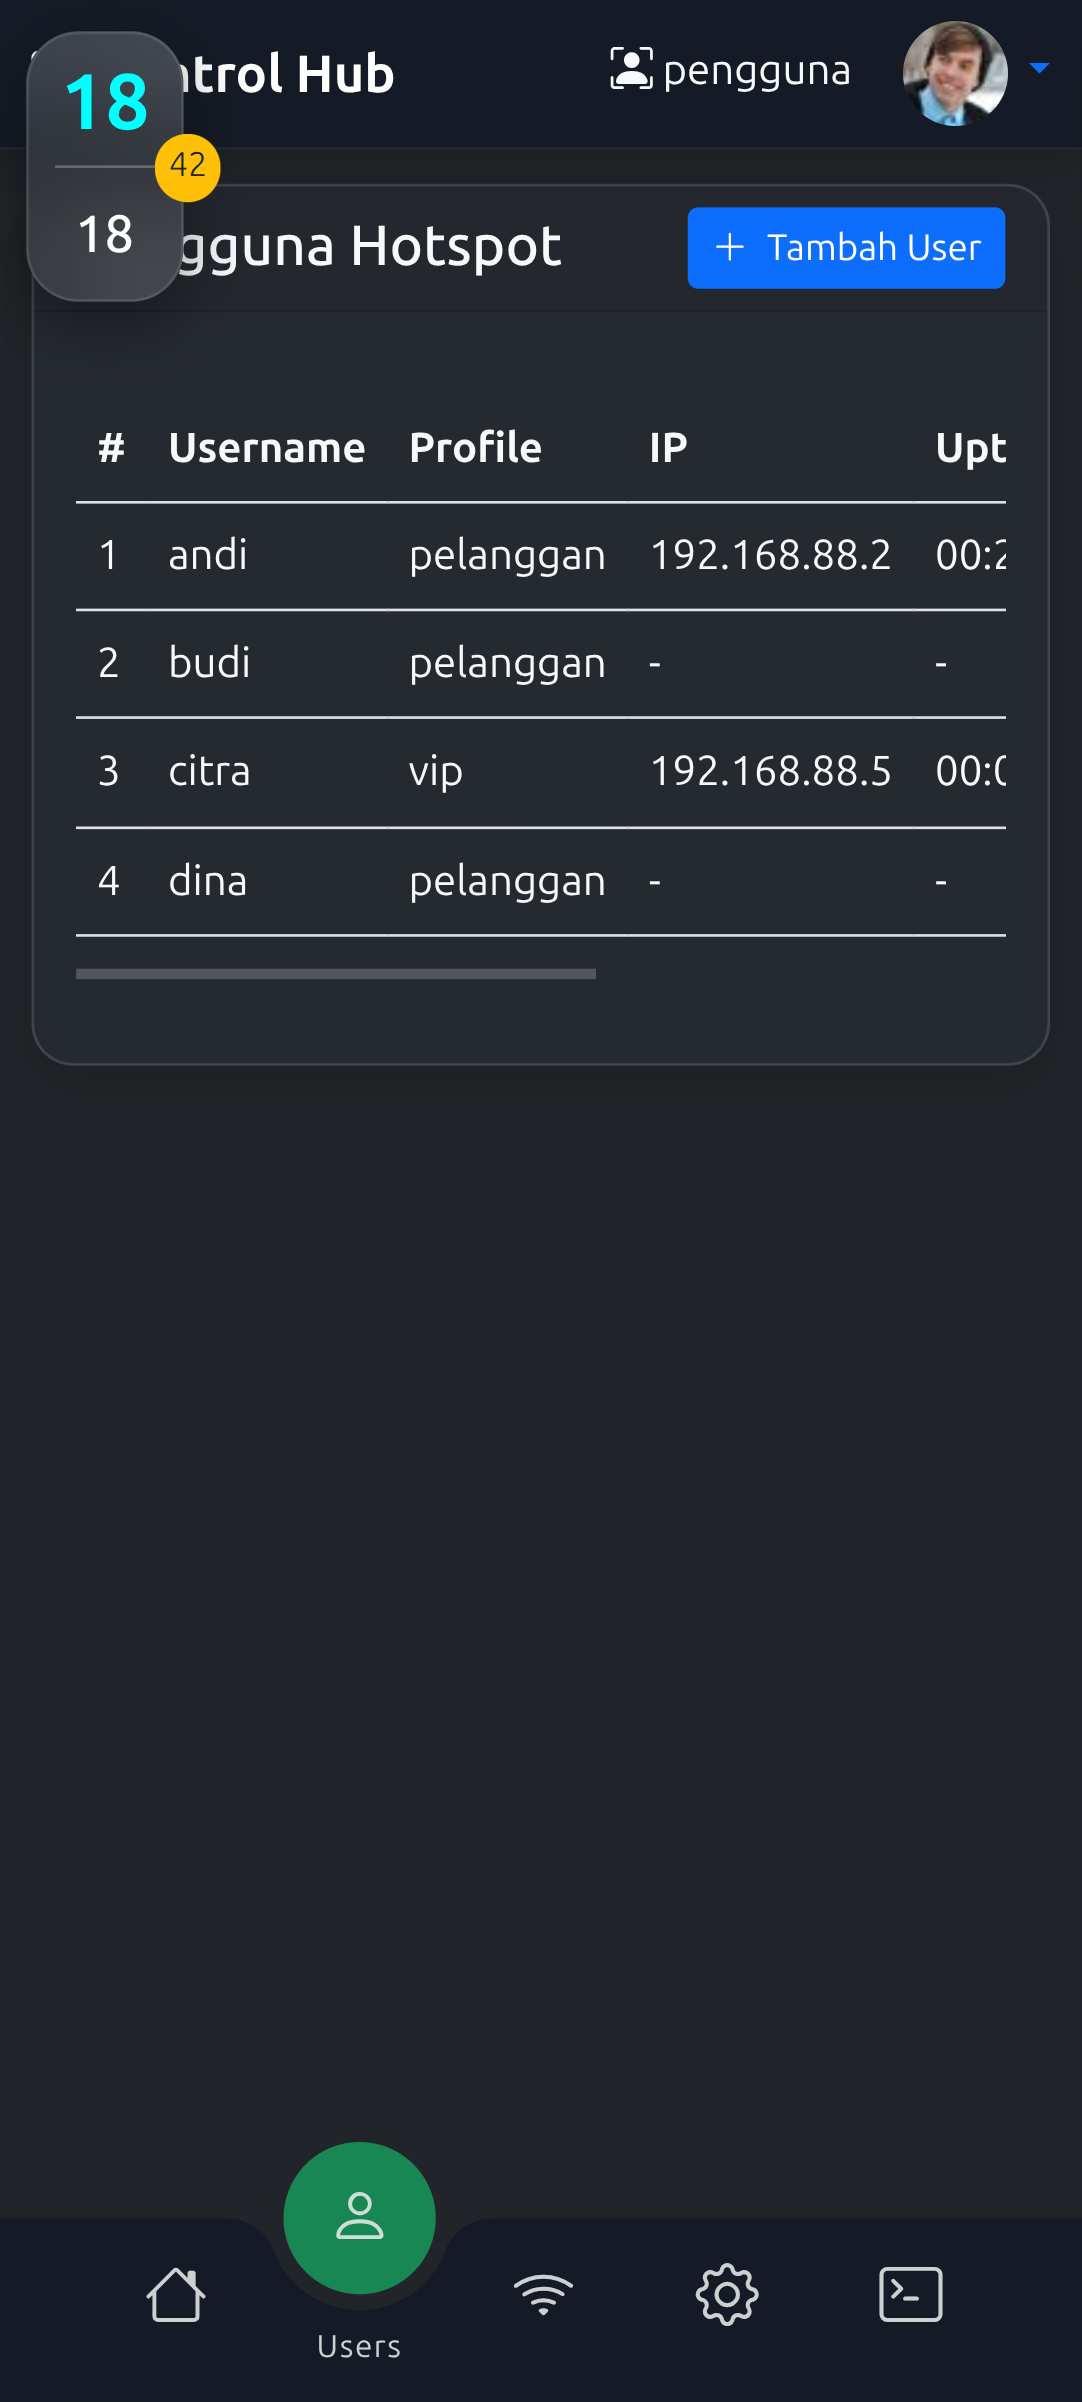 18
42
18
trol Hub
pengguna
gguna Hotspot
+ Tambah User
# Username Profile IP Upt
1 andi pelanggan 192.168.88.2 00:2
2 budi pelanggan - -
3 citra vip 192.168.88.5 00:0
4 dina pelanggan - -
Users